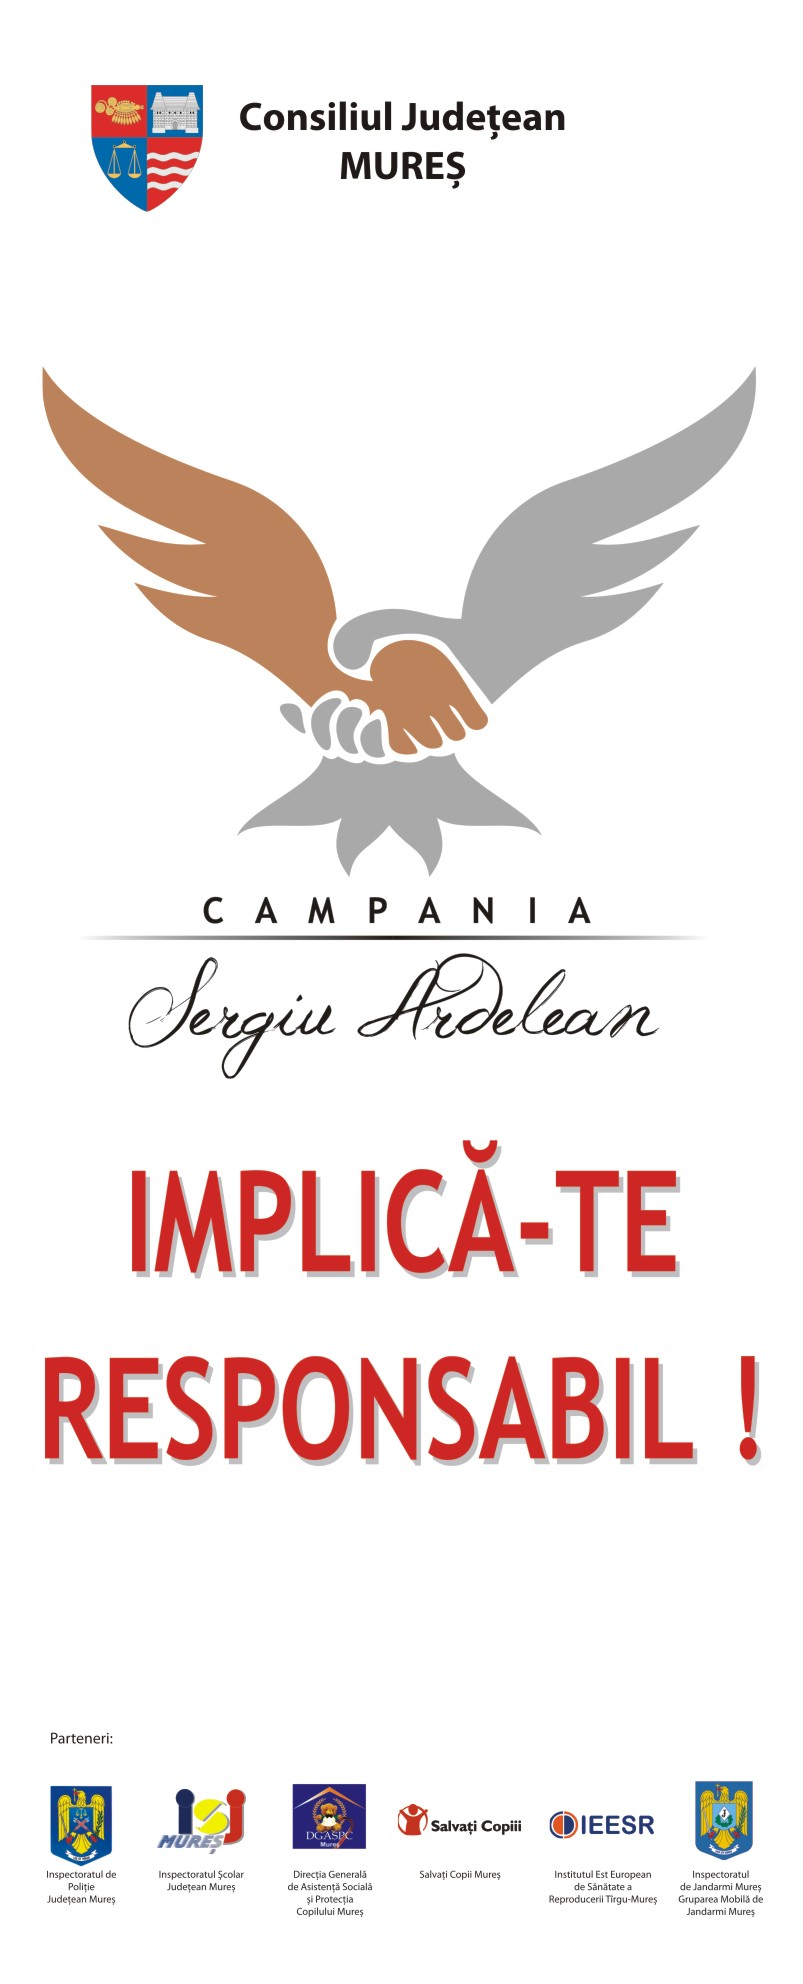 Consiliul Județean
MUREȘ
CAMPANIA
Sergiu Ardelean
IMPLICĂ-TE
RESPONSABIL !
Parteneri:
ISJ
MUREȘ
DGASPC
Mureș
Salvați Copiii
IEESR
Inspectoratul de
Poliție
Județean Mureș
Inspectoratul Școlar
Județean Mureș
Direcția Generală
de Asistență Socială
și Protecția
Copilului Mureș
Salvați Copii Mureș
Institutul Est European
de Sănătate a
Reproducerii Tîrgu-Mureș
Inspectoratul
de Jandarmi Mureș
Gruparea Mobilă de
Jandarmi Mureș